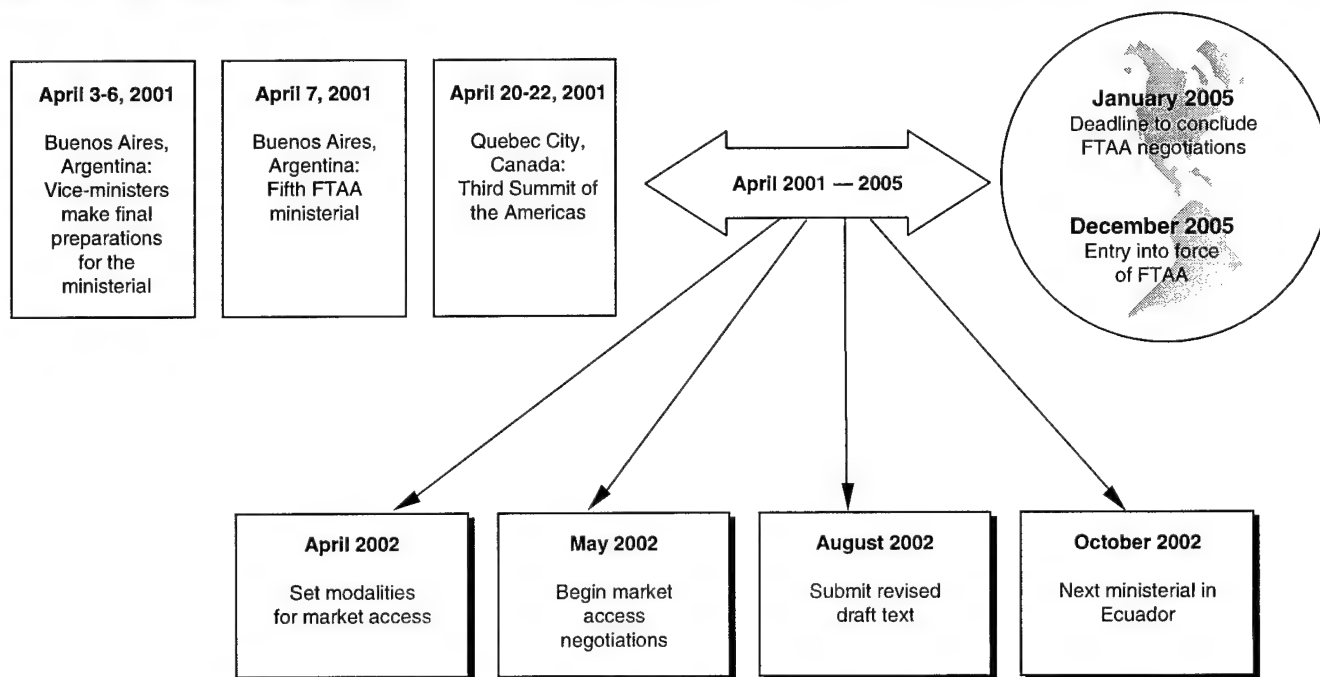 April 3-6, 2001
Buenos Aires,
Argentina:
Vice-ministers
make final
preparations
for the
ministerial
April 7, 2001
Buenos Aires,
Argentina:
Fifth FTAA
ministerial
April 20-22, 2001
Quebec City,
Canada:
Third Summit of
the Americas
April 2001 — 2005
January 2005
Deadline to conclude
FTAA negotiations
December 2005
Entry into force
of FTAA
April 2002
Set modalities
for market access
May 2002
Begin market
access
negotiations
August 2002
Submit revised
draft text
October 2002
Next ministerial in
Ecuador